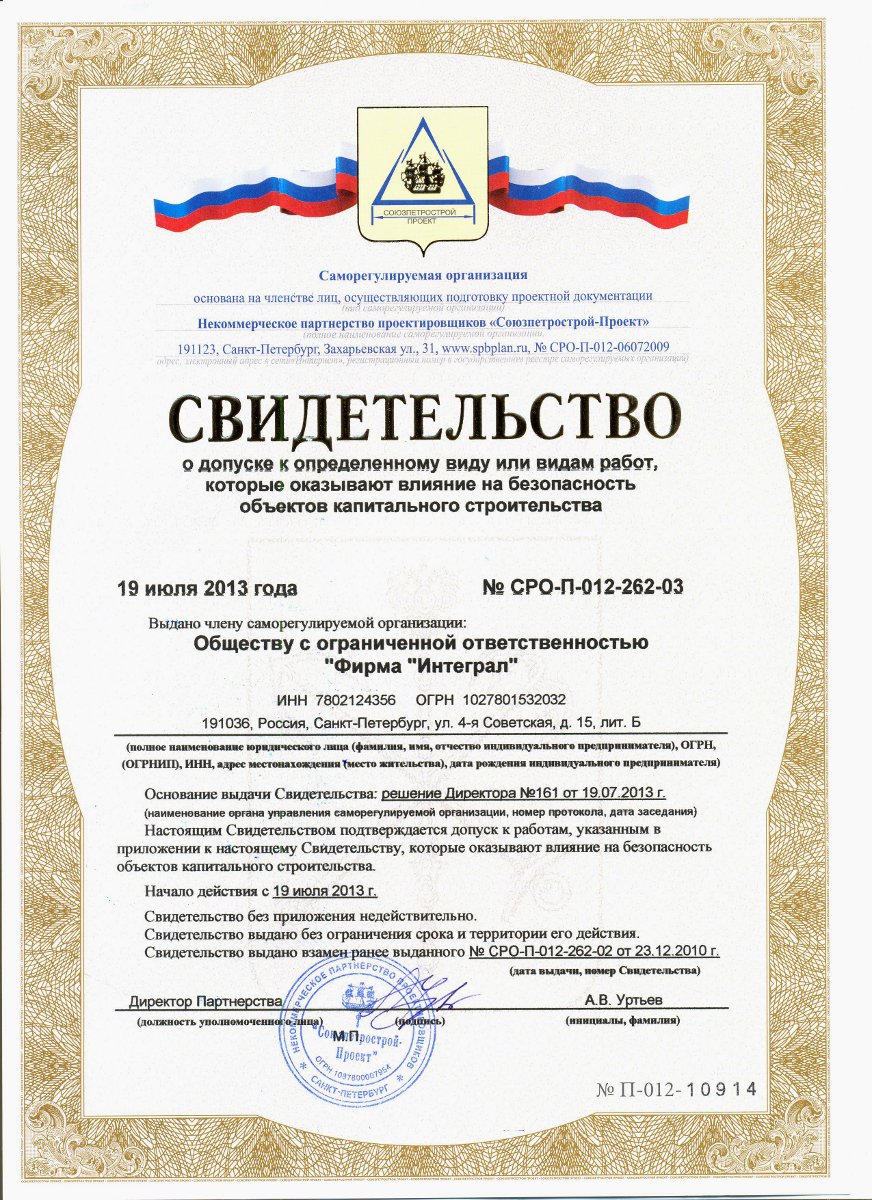 СОЮЗПЕТРОСТРОЙ
ПРОЕКТ
Саморегулируемая организация
основана на членстве лиц, осуществляющих подготовку проектной документации
(вид саморегулируемой организации)
Некоммерческое партнерство проектировщиков «Союзпетрострой-Проект»
(полное наименование саморегулируемой организации,
191123, Санкт-Петербург, Захарьевская ул., 31, www.spbplan.ru, № СРО-П-012-06072009
адрес, электронный адрес в сети «Интернет», регистрационный номер в государственном реестре саморегулируемых организаций)
СВИДЕТЕЛЬСТВО
о допуске к определенному виду или видам работ,
которые оказывают влияние на безопасность
объектов капитального строительства
19 июля 2013 года № СРО-П-012-262-03
Выдано члену саморегулируемой организации:
Обществу с ограниченной ответственностью
"Фирма "Интеграл"
ИНН 7802124356 ОГРН 1027801532032
191036, Россия, Санкт-Петербург, ул. 4-я Советская, д. 15, лит. Б
(полное наименование юридического лица (фамилия, имя, отчество индивидуального предпринимателя), ОГРН,
(ОГРНИП), ИНН, адрес местонахождения (место жительства), дата рождения индивидуального предпринимателя)
Основание выдачи Свидетельства: решение Директора №161 от 19.07.2013 г.
(наименование органа управления саморегулируемой организации, номер протокола, дата заседания)
Настоящим Свидетельством подтверждается допуск к работам, указанным в
приложении к настоящему Свидетельству, которые оказывают влияние на безопасность
объектов капитального строительства.
Начало действия с 19 июля 2013 г.
Свидетельство без приложения недействительно.
Свидетельство выдано без ограничения срока и территории его действия.
Свидетельство выдано взамен ранее выданного № СРО-П-012-262-02 от 23.12.2010 г.
(дата выдачи, номер Свидетельства)
Директор Партнерства А.В. Уртьев
(должность уполномоченного лица) (подпись) (инициалы, фамилия)
М.П.
НЕКОММЕРЧЕСКОЕ ПАРТНЕРСТВО ПРОЕКТИРОВЩИКОВ
"Союзпетрострой-
Проект"
ОГРН 1037800007954
* САНКТ-ПЕТЕРБУРГ *
№ П-012-10914